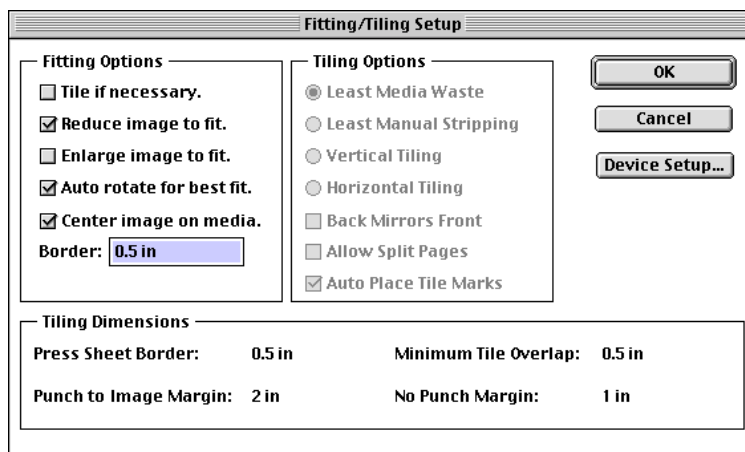 Fitting/Tiling Setup
Fitting Options
Tile if necessary.
Reduce image to fit.
Enlarge image to fit.
Auto rotate for best fit.
Center image on media.
Border: 0.5 in
Tiling Options
Least Media Waste
Least Manual Stripping
Vertical Tiling
Horizontal Tiling
Back Mirrors Front
Allow Split Pages
Auto Place Tile Marks
OK
Cancel
Device Setup...
Tiling Dimensions
Press Sheet Border: 0.5 in Minimum Tile Overlap: 0.5 in
Punch to Image Margin: 2 in No Punch Margin: 1 in